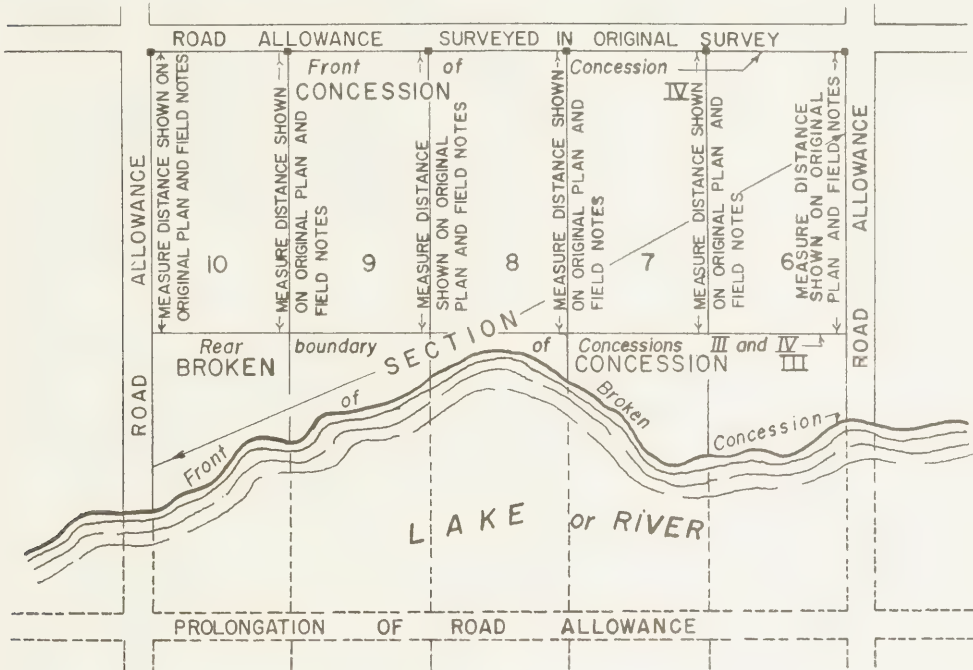 ROAD ALLOWANCE SURVEYED IN ORIGINAL SURVEY
Front of Concession IV
CONCESSION
ROAD ALLOWANCE
MEASURE DISTANCE SHOWN ON
ORIGINAL PLAN AND FIELD NOTES
10
MEASURE DISTANCE SHOWN
ON ORIGINAL PLAN AND
FIELD NOTES
9
MEASURE DISTANCE
SHOWN ON ORIGINAL
PLAN AND FIELD NOTES
8
MEASURE DISTANCE SHOWN
ON ORIGINAL PLAN AND
FIELD NOTES
7
MEASURE DISTANCE SHOWN
ON ORIGINAL PLAN AND
FIELD NOTES
6
MEASURE DISTANCE
SHOWN ON ORIGINAL
PLAN AND FIELD NOTES
ROAD ALLOWANCE
SECTION
Rear boundary of Concessions III and IV
BROKEN CONCESSION III
Front of Broken Concession
LAKE or RIVER
PROLONGATION OF ROAD ALLOWANCE